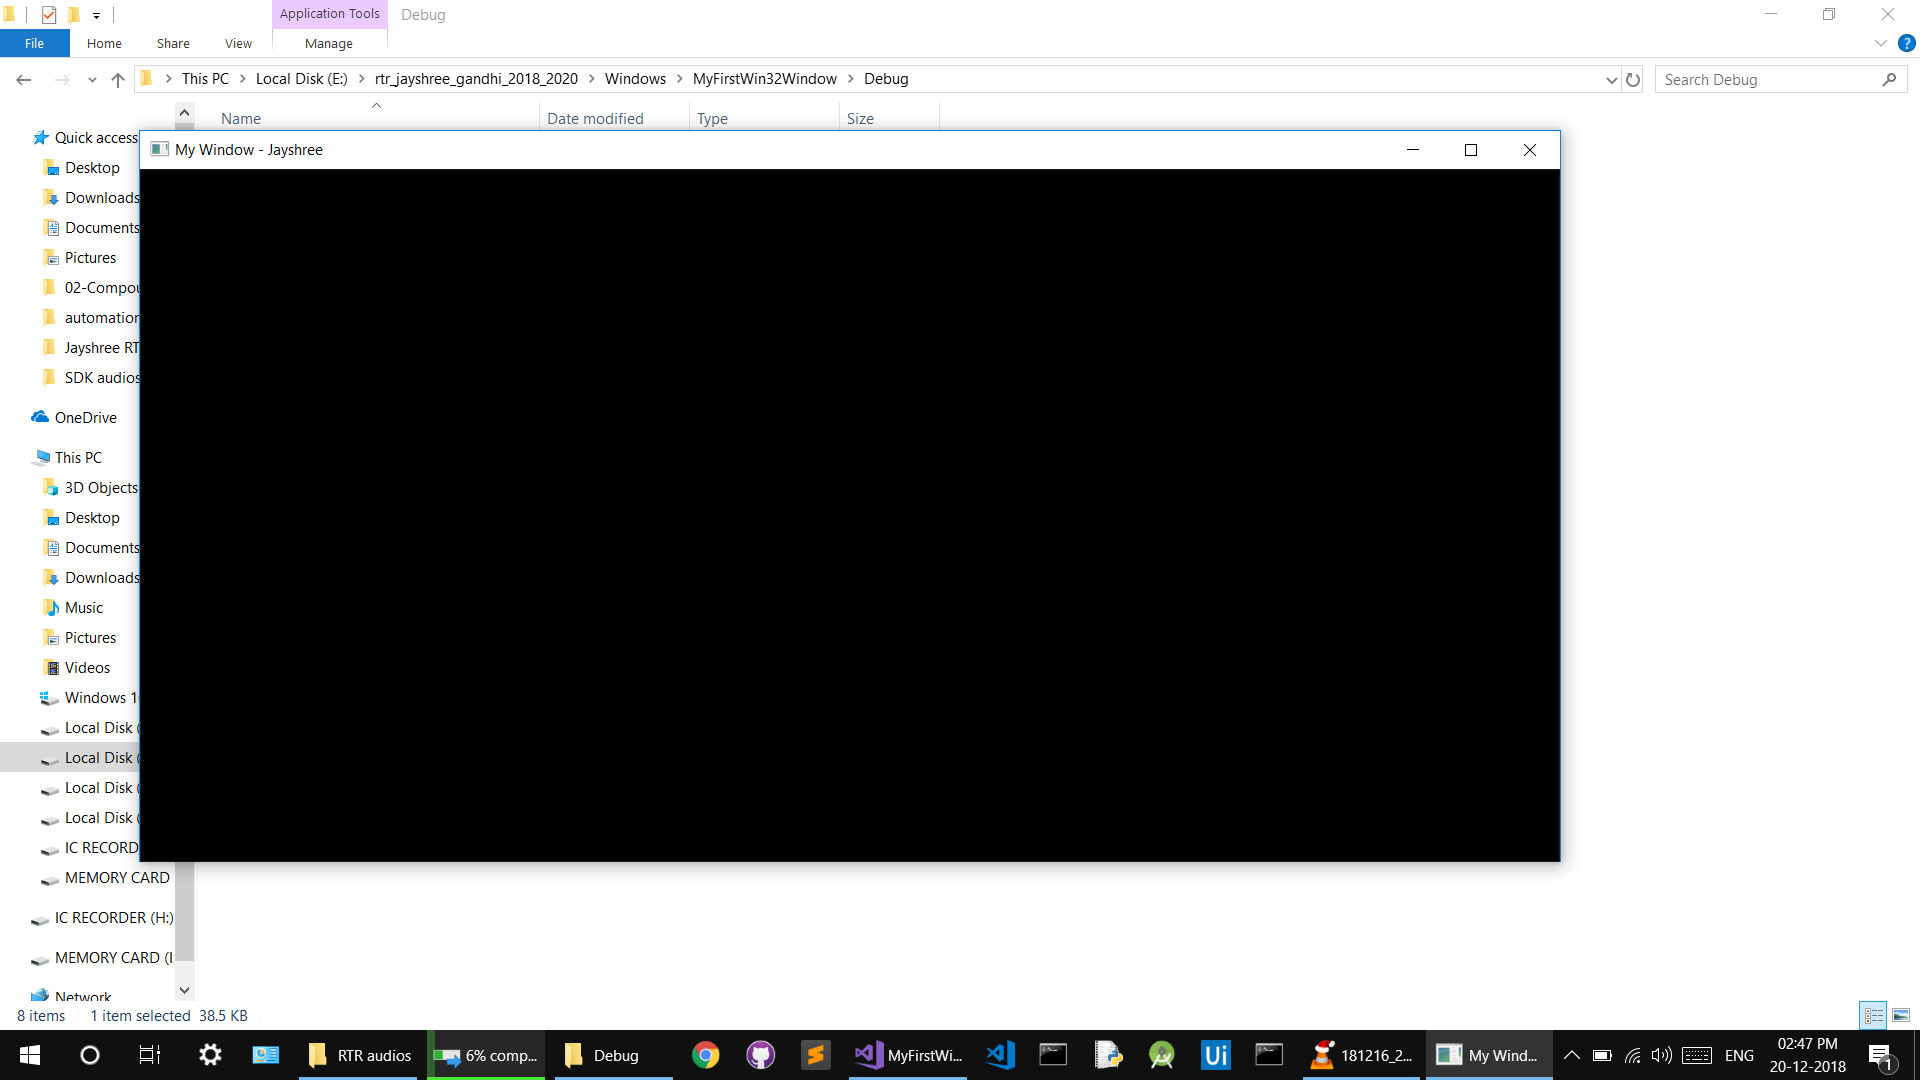 Application Tools
Debug
File
Home
Share
View
Manage
This PC
Local Disk (E:)
rtr_jayshree_gandhi_2018_2020
Windows
MyFirstWin32Window
Debug
Search Debug
Name
Date modified
Type
Size
Quick access
My Window - Jayshree
Desktop
Downloads
Documents
Pictures
02-Compou
automation
Jayshree RT
SDK audios
OneDrive
This PC
3D Objects
Desktop
Documents
Downloads
Music
Pictures
Videos
Windows 1
Local Disk (
Local Disk (
Local Disk (
Local Disk (
IC RECORD
MEMORY CARD
IC RECORDER (H:)
MEMORY CARD (I
Network
8 items
1 item selected 38.5 KB
RTR audios
6% comp...
Debug
MyFirstWi...
Ui
181216_2...
My Wind...
ENG
02:47 PM
20-12-2018
1